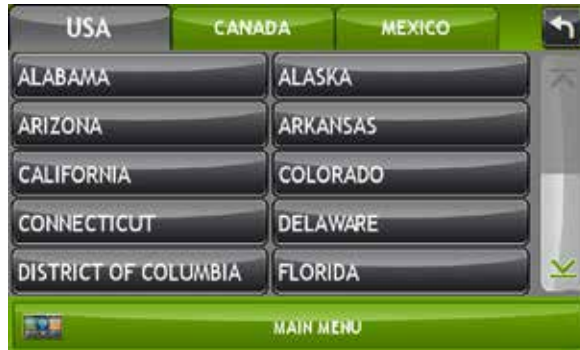 USA CANADA MEXICO
ALABAMA ALASKA
ARIZONA ARKANSAS
CALIFORNIA COLORADO
CONNECTICUT DELAWARE
DISTRICT OF COLUMBIA FLORIDA
MAIN MENU